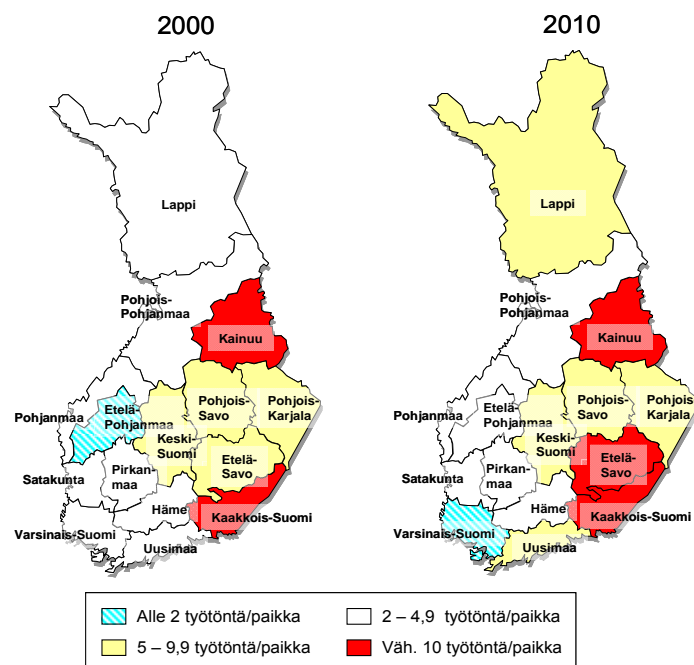 2000
Lappi
Pohjois-
Pohjanmaa
Kainuu
Pohjanmaa
Etelä-
Pohjanmaa
Keski-
Suomi
Pohjois-
Savo
Pohjois-
Karjala
Etelä-
Savo
Satakunta
Pirkan-
maa
Häme
Kaakkois-Suomi
Varsinais-Suomi
Uusimaa
2010
Lappi
Pohjois-
Pohjanmaa
Kainuu
Pohjanmaa
Etelä-
Pohjanmaa
Keski-
Suomi
Pohjois-
Savo
Pohjois-
Karjala
Etelä-
Savo
Satakunta
Pirkan-
maa
Häme
Kaakkois-Suomi
Varsinais-Suomi
Uusimaa
Alle 2 työtöntä/paikka
2 – 4,9 työtöntä/paikka
5 – 9,9 työtöntä/paikka
Väh. 10 työtöntä/paikka